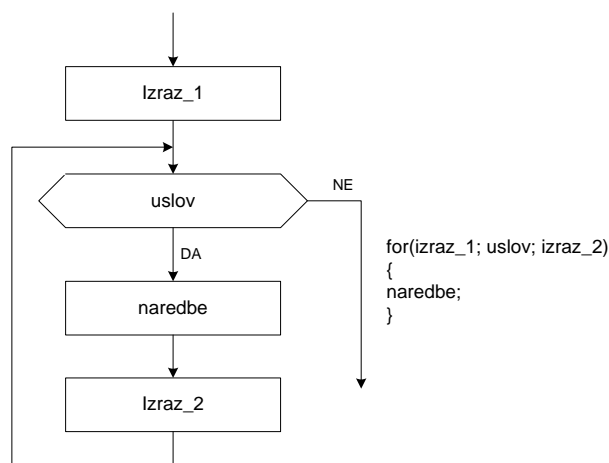 Izraz_1
uslov
NE
DA
naredbe
Izraz_2
for(izraz_1; uslov; izraz_2)
{
naredbe;
}